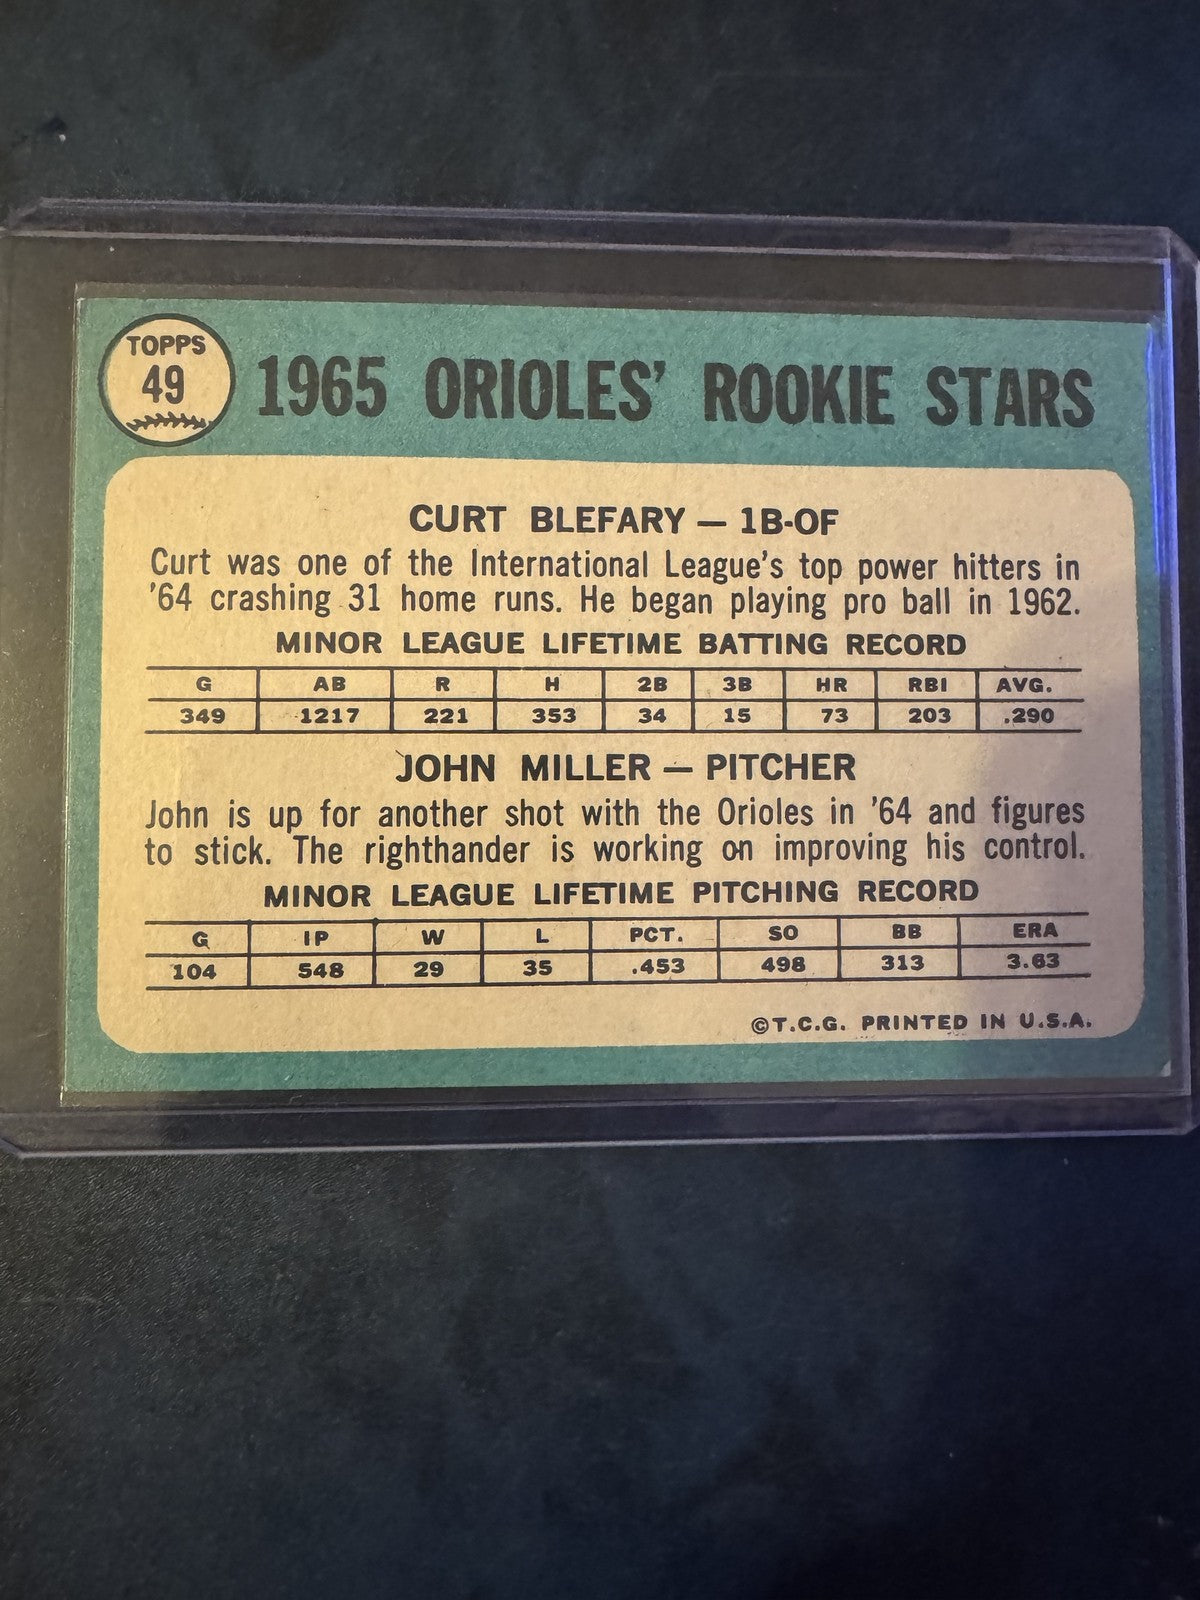 TOPPS
49
1965 ORIOLES' ROOKIE STARS
CURT BLEFARY — 1B-OF
Curt was one of the International League's top power hitters in
'64 crashing 31 home runs. He began playing pro ball in 1962.
MINOR LEAGUE LIFETIME BATTING RECORD
G AB R H 2B 3B HR RBI AVG.
349 1217 221 353 34 15 73 203 .290
JOHN MILLER — PITCHER
John is up for another shot with the Orioles in '64 and figures
to stick. The righthander is working on improving his control.
MINOR LEAGUE LIFETIME PITCHING RECORD
G IP W L PCT. SO BB ERA
104 548 29 35 .453 498 313 3.63
©T.C.G. PRINTED IN U.S.A.